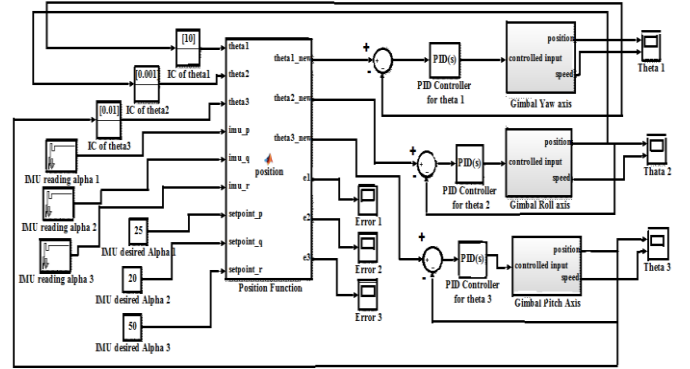 [10]
IC of theta1
[0.001]
IC of theta2
[0.01]
IC of theta3
IMU reading alpha 1
IMU reading alpha 2
IMU reading alpha 3
25
IMU desired Alpha 1
20
IMU desired Alpha 2
50
IMU desired Alpha 3
theta1
theta2
theta3
imu_p
imu_q
imu_r
setpoint_p
setpoint_q
setpoint_r
position
theta1_new
theta2_new
theta3_new
e1
e2
e3
Position Function
Error 1
Error 2
Error 3
+
-
PID(s)
PID Controller
for theta 1
controlled input
position
speed
Gimbal Yaw axis
Theta 1
+
-
PID(s)
PID Controller
for theta 2
controlled input
position
speed
Gimbal Roll axis
Thata 2
+
-
PID(s)
PID Controller
for theta 3
controlled input
position
speed
Gimbal Pitch Axis
Theta 3